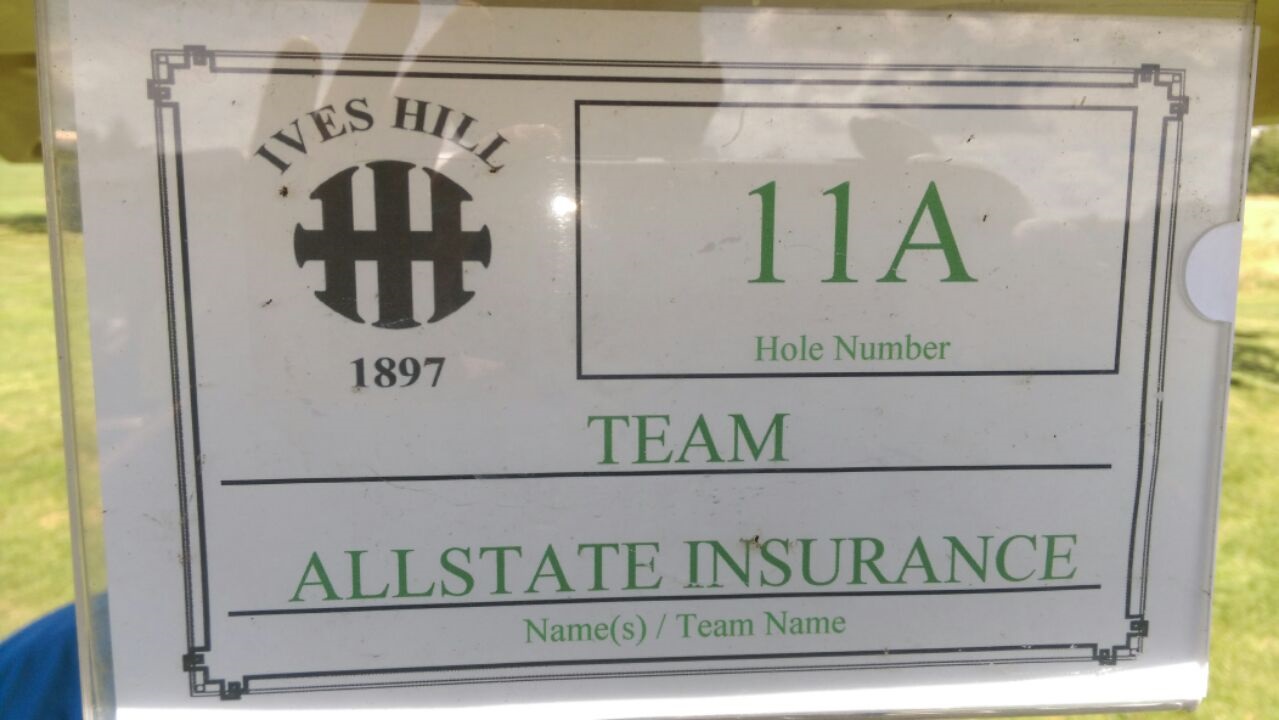 IVES HILL
1897
11A
Hole Number
TEAM
ALLSTATE INSURANCE
Name(s) / Team Name